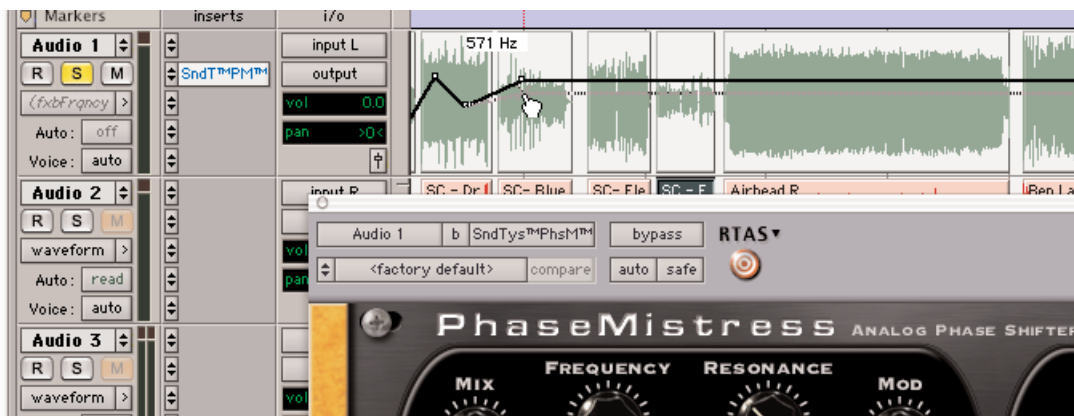 Markers inserts i/o
Audio 1 input L 571 Hz
R S M SndT™PM™ output
(fxbFrqncy > vol 0.0
Auto: off pan >0<
Voice: auto
Audio 2 input R SC - Dr SC- Blue SC- Ele SC - F Airhead R Ben La
R S M Audio 1 b SndTys™PhsM™ bypass RTAS
waveform > vol <factory default> compare auto safe
Auto: read pan
Voice: auto
PhaseMistress ANALOG PHASE SHIFTER
Audio 3
R S M MIX FREQUENCY RESONANCE MOD
waveform > vol